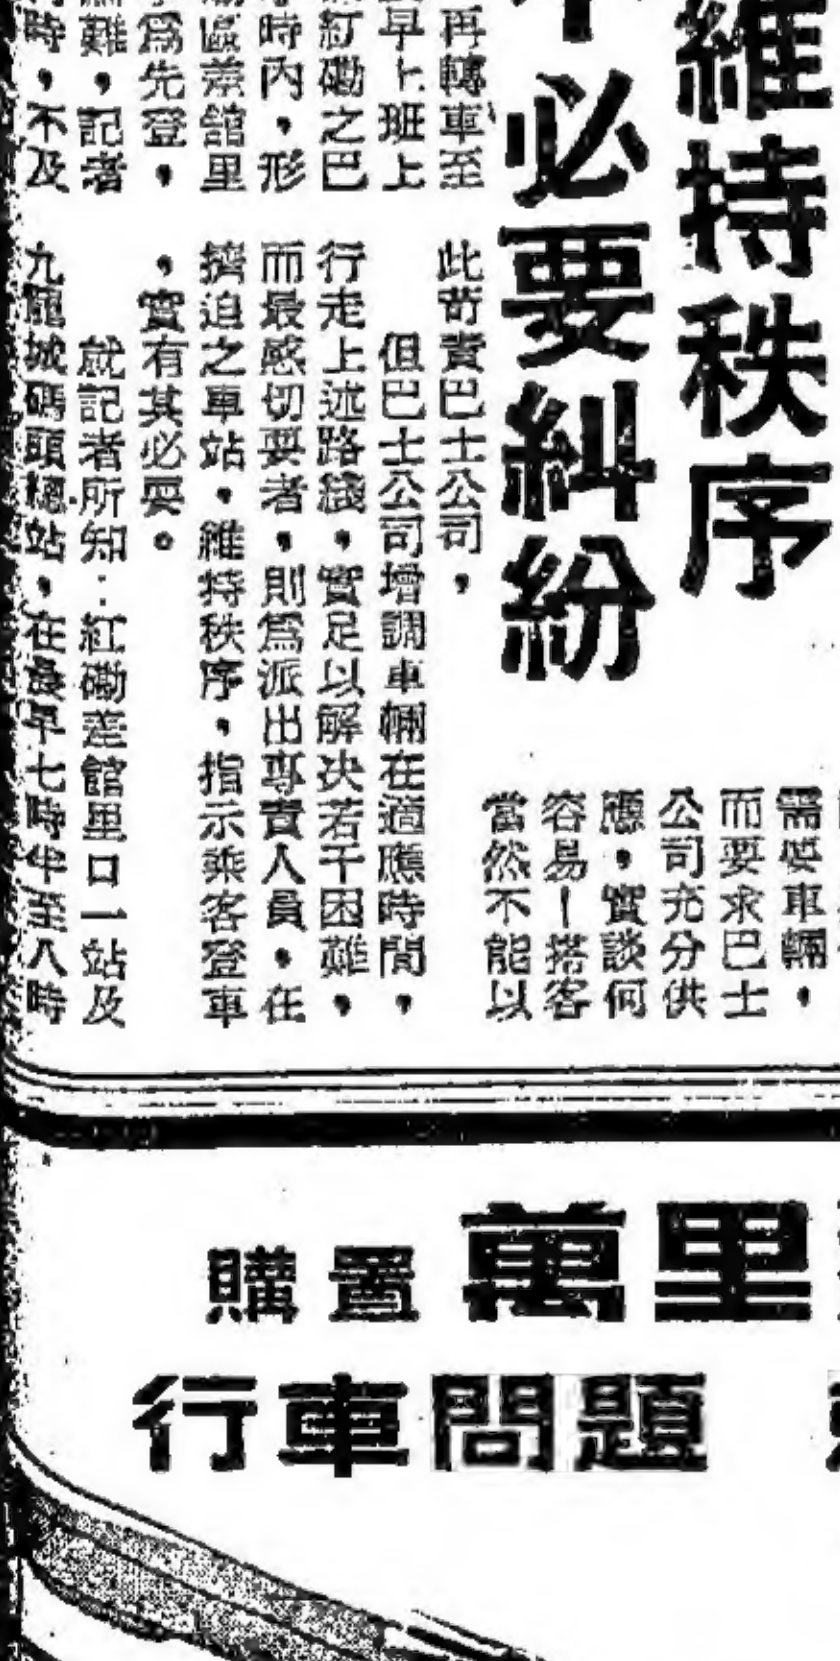 維持秩序
必要糾紛
需要車輛，
而要求巴士
公司充分供
應，實談何
容易—搭客
當然不能以
再轉車至
早上班上
紅磡之巴
時內，形
區差館里
爲先登，
難，記者
時，不及
此苛責巴士公司，
但巴士公司增調車輛在適應時間，
行走上述路綫，實足以解決若干困難，
而最感切要者，則爲派出專責人員，在
擠迫之車站，維持秩序，指示乘客登車
，實有其必要。
就記者所知：紅磡差館里口一站及
九龍城碼頭總站，在晨早七時半至八時
購置萬里
行車問題